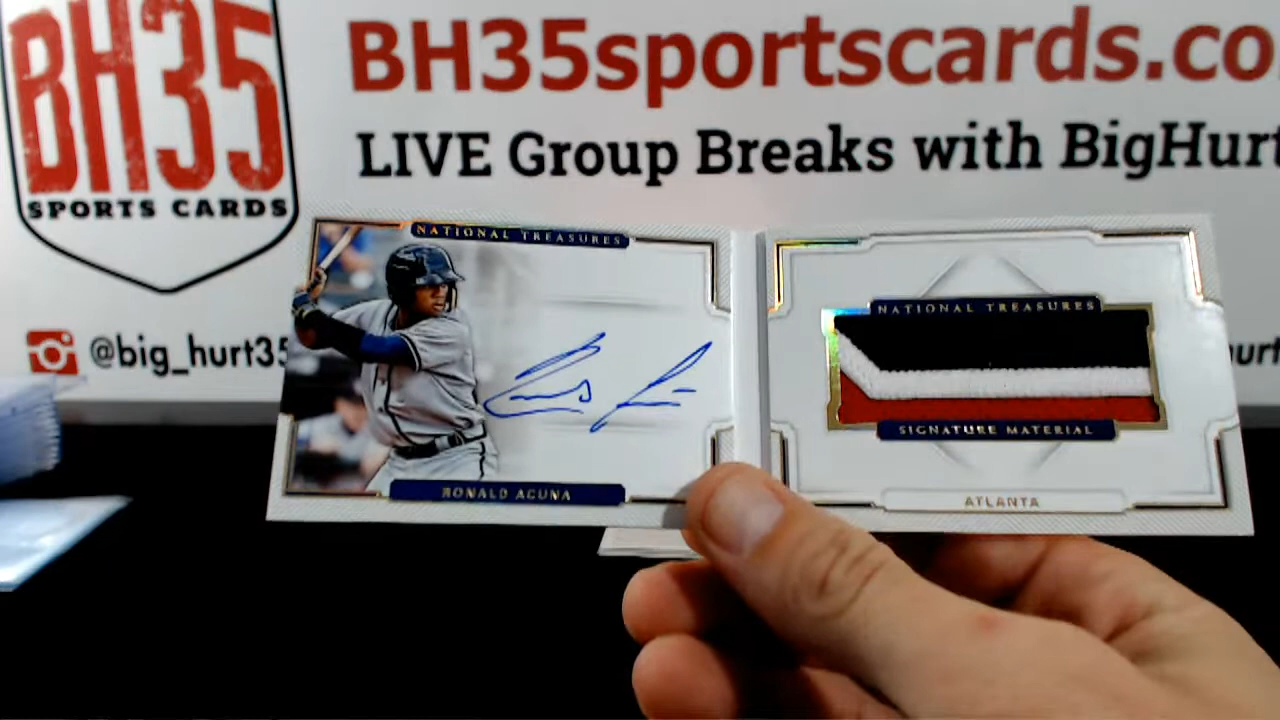 BH35
SPORTS CARDS
BH35sportscards.co
LIVE Group Breaks with BigHurt
@big_hurt35
NATIONAL TREASURES
RONALD ACUNA
NATIONAL TREASURES
SIGNATURE MATERIAL
ATLANTA